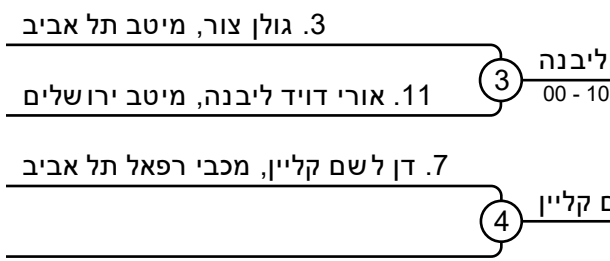 3. גולן צור, מיטב תל אביב
ליבנה
3
00 - 10
11. אורי דויד ליבנה, מיטב ירושלים
7. דן לשם קליין, מכבי רפאל תל אביב
קליין
4